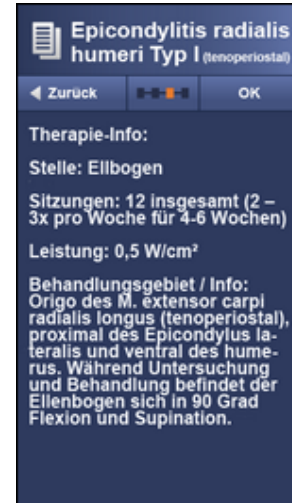 Epicondylitis radialis
humeri Typ I (tenoperiostal)
Zurück
OK
Therapie-Info:
Stelle: Ellbogen
Sitzungen: 12 insgesamt (2 –
3x pro Woche für 4-6 Wochen)
Leistung: 0,5 W/cm²
Behandlungsgebiet / Info:
Origo des M. extensor carpi
radialis longus (tenoperiostal),
proximal des Epicondylus la-
teralis und ventral des hume-
rus. Während Untersuchung
und Behandlung befindet der
Ellenbogen sich in 90 Grad
Flexion und Supination.